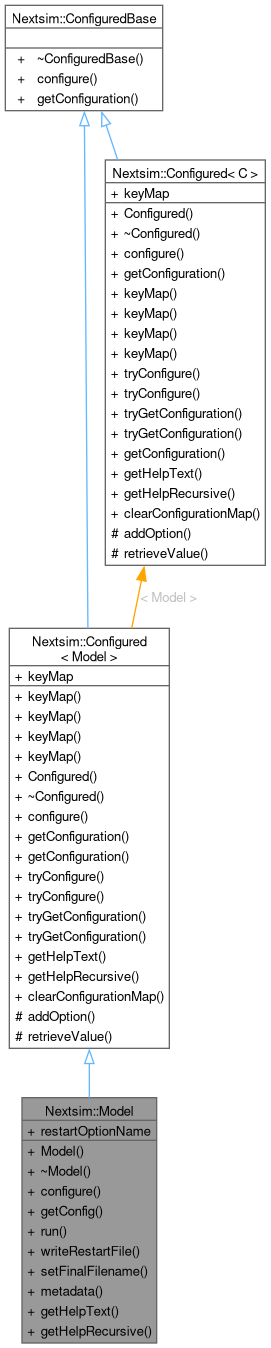 Nextsim::ConfiguredBase
+ ~ConfiguredBase()
+ configure()
+ getConfiguration()
Nextsim::Configured< C >
+ keyMap
+ Configured()
+ ~Configured()
+ configure()
+ getConfiguration()
+ keyMap()
+ keyMap()
+ keyMap()
+ keyMap()
+ tryConfigure()
+ tryConfigure()
+ tryGetConfiguration()
+ tryGetConfiguration()
+ getConfiguration()
+ getHelpText()
+ getHelpRecursive()
+ clearConfigurationMap()
# addOption()
# retrieveValue()
< Model >
Nextsim::Configured
< Model >
+ keyMap
+ keyMap()
+ keyMap()
+ keyMap()
+ keyMap()
+ Configured()
+ ~Configured()
+ configure()
+ getConfiguration()
+ getConfiguration()
+ tryConfigure()
+ tryConfigure()
+ tryGetConfiguration()
+ tryGetConfiguration()
+ getHelpText()
+ getHelpRecursive()
+ clearConfigurationMap()
# addOption()
# retrieveValue()
Nextsim::Model
+ restartOptionName
+ Model()
+ ~Model()
+ configure()
+ getConfig()
+ run()
+ writeRestartFile()
+ setFinalFilename()
+ metadata()
+ getHelpText()
+ getHelpRecursive()